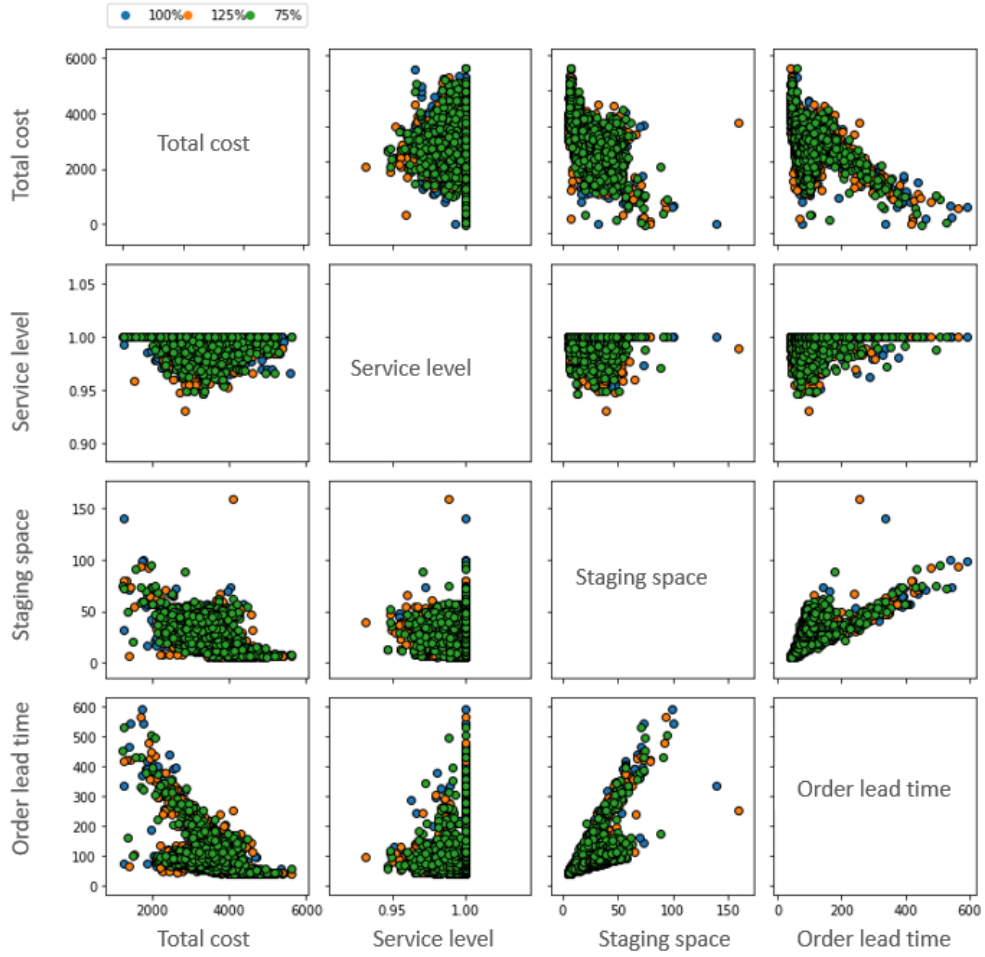 100% 125% 75%
6000
4000
2000
0
Total cost
Total cost
1.05
1.00
0.95
0.90
Service level
Service level
150
100
50
0
Staging space
Staging space
600
500
400
300
200
100
0
Order lead time
Order lead time
2000 4000 6000 0.95 1.00 0 50 100 150 0 200 400 600
Total cost Service level Staging space Order lead time